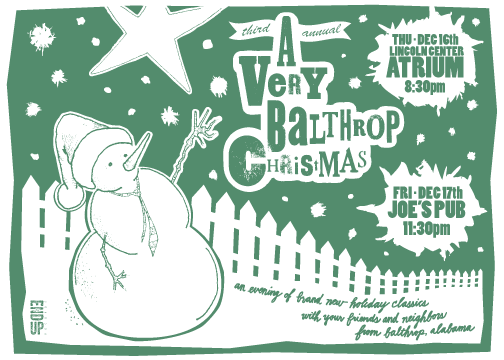 third annual
A
VERY
BALTHROP
CHRiStMAS
THU · DEC 16th
LINCOLN CENTER
ATRIUM
8:30pm
FRI · DEC 17th
JOE'S PUB
11:30pm
an evening of brand new holiday classics
with your friends and neighbors
from balthrop, alabama
END UP